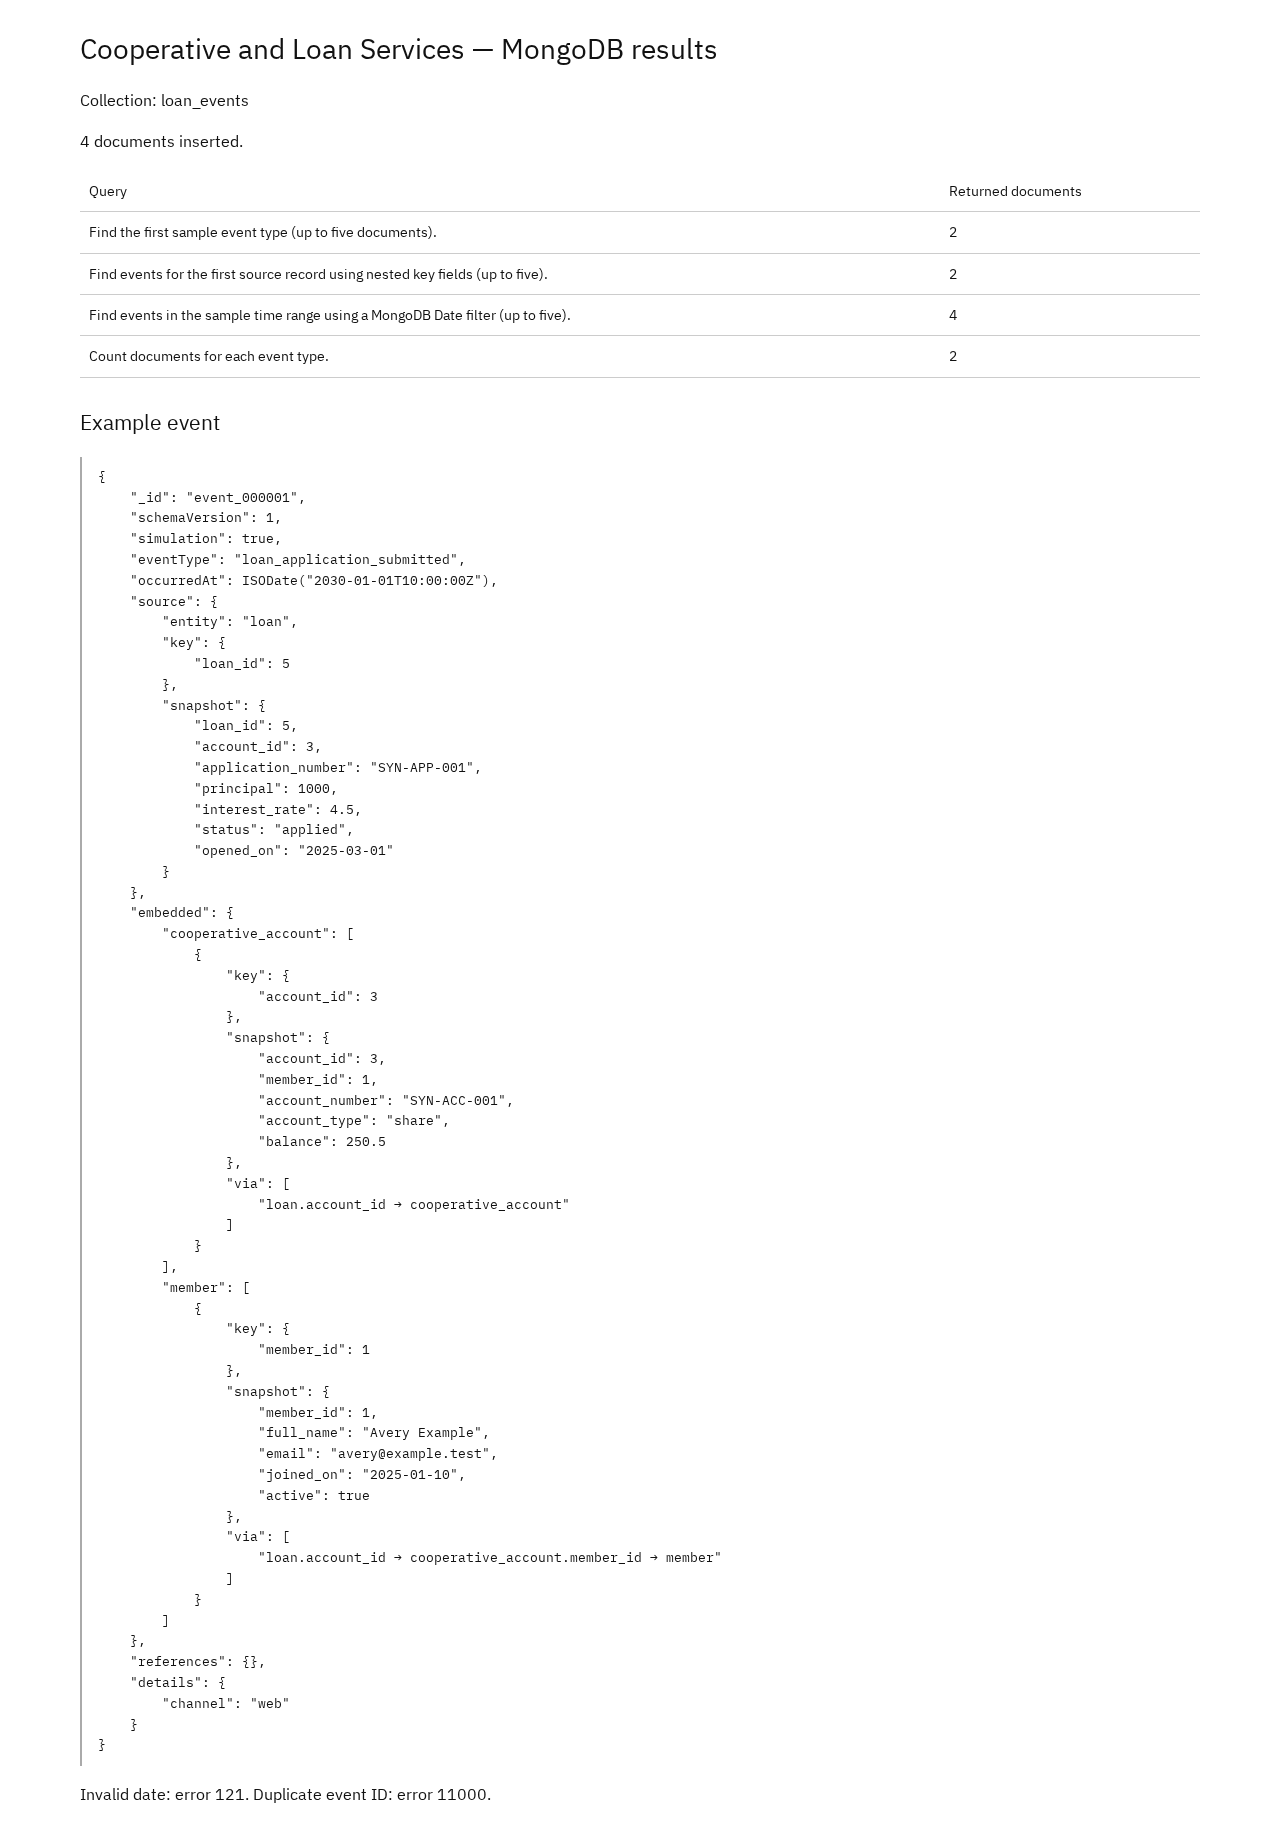 Cooperative and Loan Services — MongoDB results
Collection: loan_events
4 documents inserted.
Query Returned documents
Find the first sample event type (up to five documents). 2
Find events for the first source record using nested key fields (up to five). 2
Find events in the sample time range using a MongoDB Date filter (up to five). 4
Count documents for each event type. 2
Example event
{
    "_id": "event_000001",
    "schemaVersion": 1,
    "simulation": true,
    "eventType": "loan_application_submitted",
    "occurredAt": ISODate("2030-01-01T10:00:00Z"),
    "source": {
        "entity": "loan",
        "key": {
            "loan_id": 5
        },
        "snapshot": {
            "loan_id": 5,
            "account_id": 3,
            "application_number": "SYN-APP-001",
            "principal": 1000,
            "interest_rate": 4.5,
            "status": "applied",
            "opened_on": "2025-03-01"
        }
    },
    "embedded": {
        "cooperative_account": [
            {
                "key": {
                    "account_id": 3
                },
                "snapshot": {
                    "account_id": 3,
                    "member_id": 1,
                    "account_number": "SYN-ACC-001",
                    "account_type": "share",
                    "balance": 250.5
                },
                "via": [
                    "loan.account_id → cooperative_account"
                ]
            }
        ],
        "member": [
            {
                "key": {
                    "member_id": 1
                },
                "snapshot": {
                    "member_id": 1,
                    "full_name": "Avery Example",
                    "email": "avery@example.test",
                    "joined_on": "2025-01-10",
                    "active": true
                },
                "via": [
                    "loan.account_id → cooperative_account.member_id → member"
                ]
            }
        ]
    },
    "references": {},
    "details": {
        "channel": "web"
    }
}
Invalid date: error 121. Duplicate event ID: error 11000.